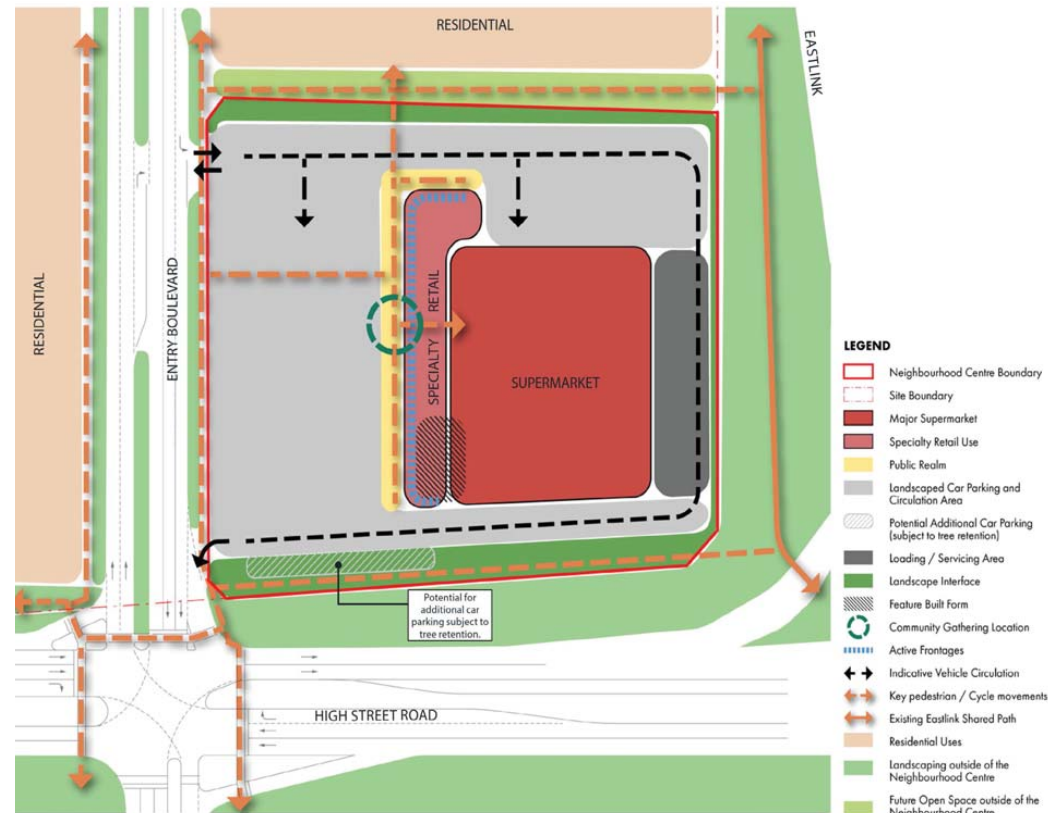 RESIDENTIAL
EASTLINK
RESIDENTIAL
ENTRY BOULEVARD
SPECIALTY RETAIL
SUPERMARKET
Potential for
additional car
parking subject to
tree retention.
HIGH STREET ROAD
LEGEND
Neighbourhood Centre Boundary
Site Boundary
Major Supermarket
Specialty Retail Use
Public Realm
Landscaped Car Parking and
Circulation Area
Potential Additional Car Parking
(subject to tree retention)
Loading / Servicing Area
Landscape Interface
Feature Built Form
Community Gathering Location
Active Frontages
Indicative Vehicle Circulation
Key pedestrian / Cycle movements
Existing Eastlink Shared Path
Residential Uses
Landscaping outside of the
Neighbourhood Centre
Future Open Space outside of the
Neighbourhood Centre